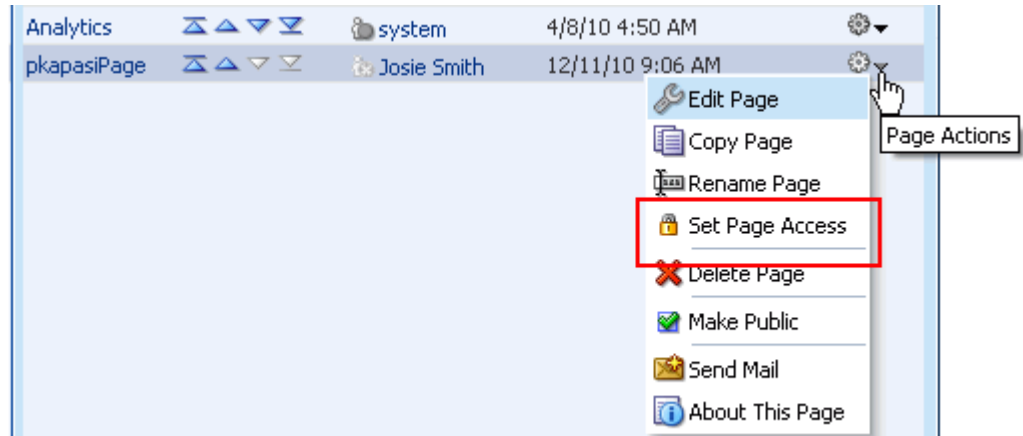 Analytics system 4/8/10 4:50 AM
pkapasiPage Josie Smith 12/11/10 9:06 AM
Edit Page
Page Actions
Copy Page
Rename Page
Set Page Access
Delete Page
Make Public
Send Mail
About This Page